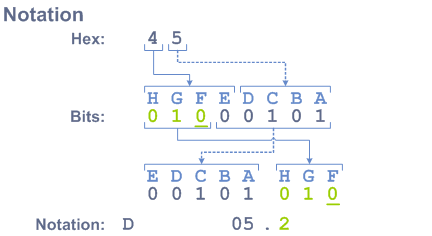 Notation
Hex: 4 5
H G F E D C B A
Bits: 0 1 0 0 0 1 0 1
E D C B A H G F
0 0 1 0 1 0 1 0
Notation: D 05 . 2